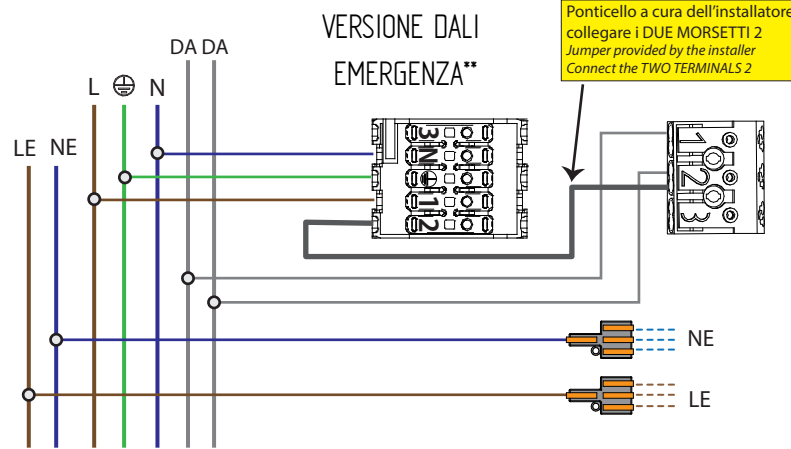 VERSIONE DALI
EMERGENZA**
Ponticello a cura dell'installatore
collegare i DUE MORSETTI 2
Jumper provided by the installer
Connect the TWO TERMINALS 2
DA DA
L N
LE NE
3
N
1
2
1
2
3
NE
LE